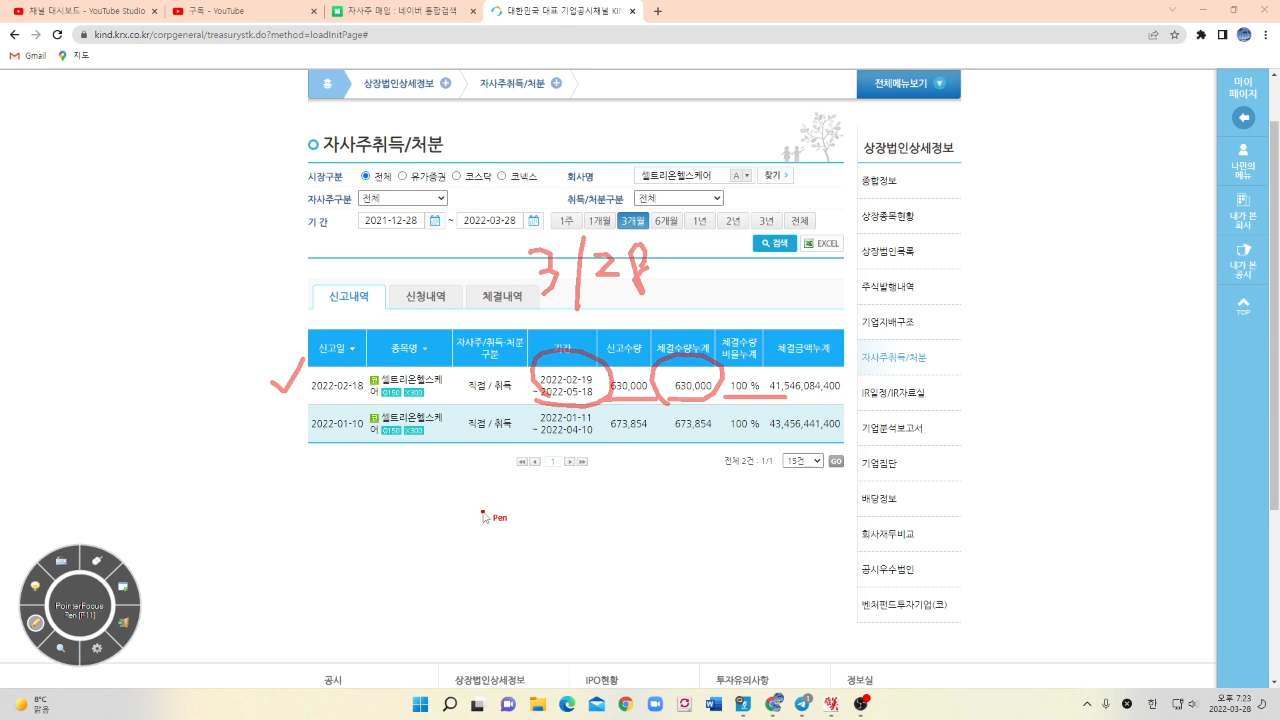 채널 대시보드 - YouTube Studio
구독 - YouTube
자사주 매입 : 네이버 통합검색
대한민국 대표 기업공시채널 KIN
kind.krx.co.kr/corpgeneral/treasurystk.do?method=loadInitPage#
Gmail 지도
홈 상장법인상세정보 자사주취득/처분 전체메뉴보기
자사주취득/처분
시장구분 전체 유가증권 코스닥 코넥스 회사명 셀트리온헬스케어 A 찾기
자사주구분 전체 취득/처분구분 전체
기 간 2021-12-28 ~ 2022-03-28 1주 1개월 3개월 6개월 1년 2년 3년 전체
검색 EXCEL
3/28
신고내역 신청내역 체결내역
신고일 종목명 자사주/취득·처분 구분 기간 신고수량 체결수량누계 체결수량 비율누계 체결금액누계
2022-02-18 셀트리온헬스케어 Q150 X300 직접 / 취득 2022-02-19 ~ 2022-05-18 630,000 630,000 100 % 41,546,084,400
2022-01-10 셀트리온헬스케어 Q150 X300 직접 / 취득 2022-01-11 ~ 2022-04-10 673,854 673,854 100 % 43,456,441,400
1
전체 2건 : 1/1 15건 GO
상장법인상세정보
종합정보
상장종목현황
상장법인목록
주식발행내역
기업지배구조
자사주취득/처분
IR일정/IR자료실
기업분석보고서
기업집단
배당정보
회사재무비교
공시우수법인
벤처펀드투자기업(코)
마이
페이지
나만의
메뉴
내가 본
회사
내가 본
공시
TOP
Pen
PointerFocus
Pen [F11]
공시 상장법인상세정보 IPO현황 투자유의사항 정보실
8°C
맑음
한
오후 7:23
2022-03-28